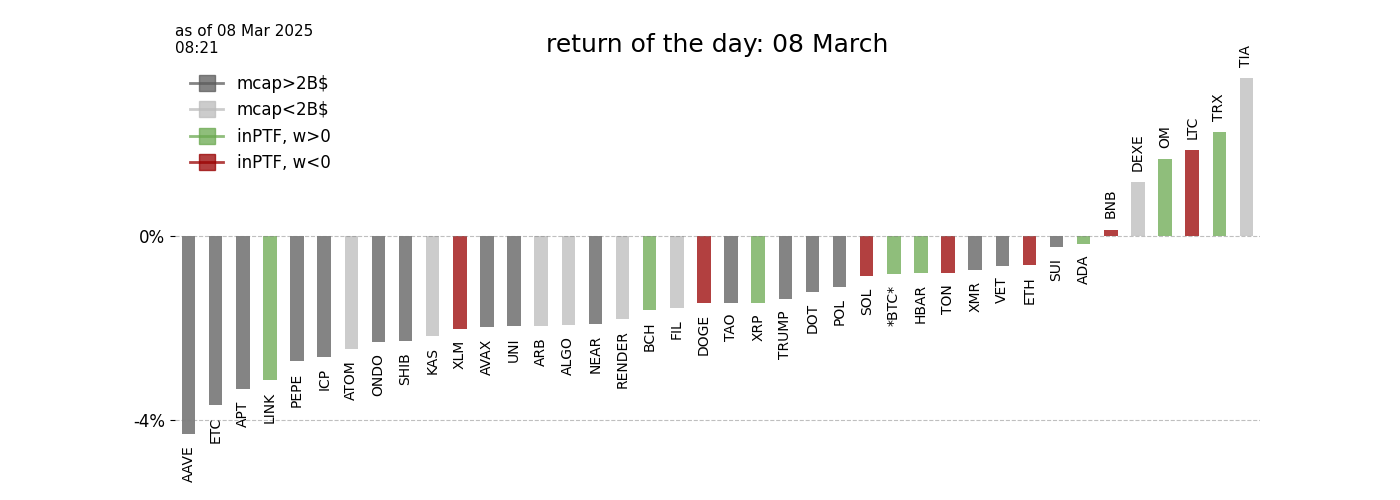 as of 08 Mar 2025
08:21
return of the day: 08 March
mcap>2B$
mcap<2B$
inPTF, w>0
inPTF, w<0
0%
-4%
AAVE
ETC
APT
LINK
PEPE
ICP
ATOM
ONDO
SHIB
KAS
XLM
AVAX
UNI
ARB
ALGO
NEAR
RENDER
BCH
FIL
DOGE
TAO
XRP
TRUMP
DOT
POL
SOL
*BTC*
HBAR
TON
XMR
VET
ETH
SUI
ADA
BNB
DEXE
OM
LTC
TRX
TIA